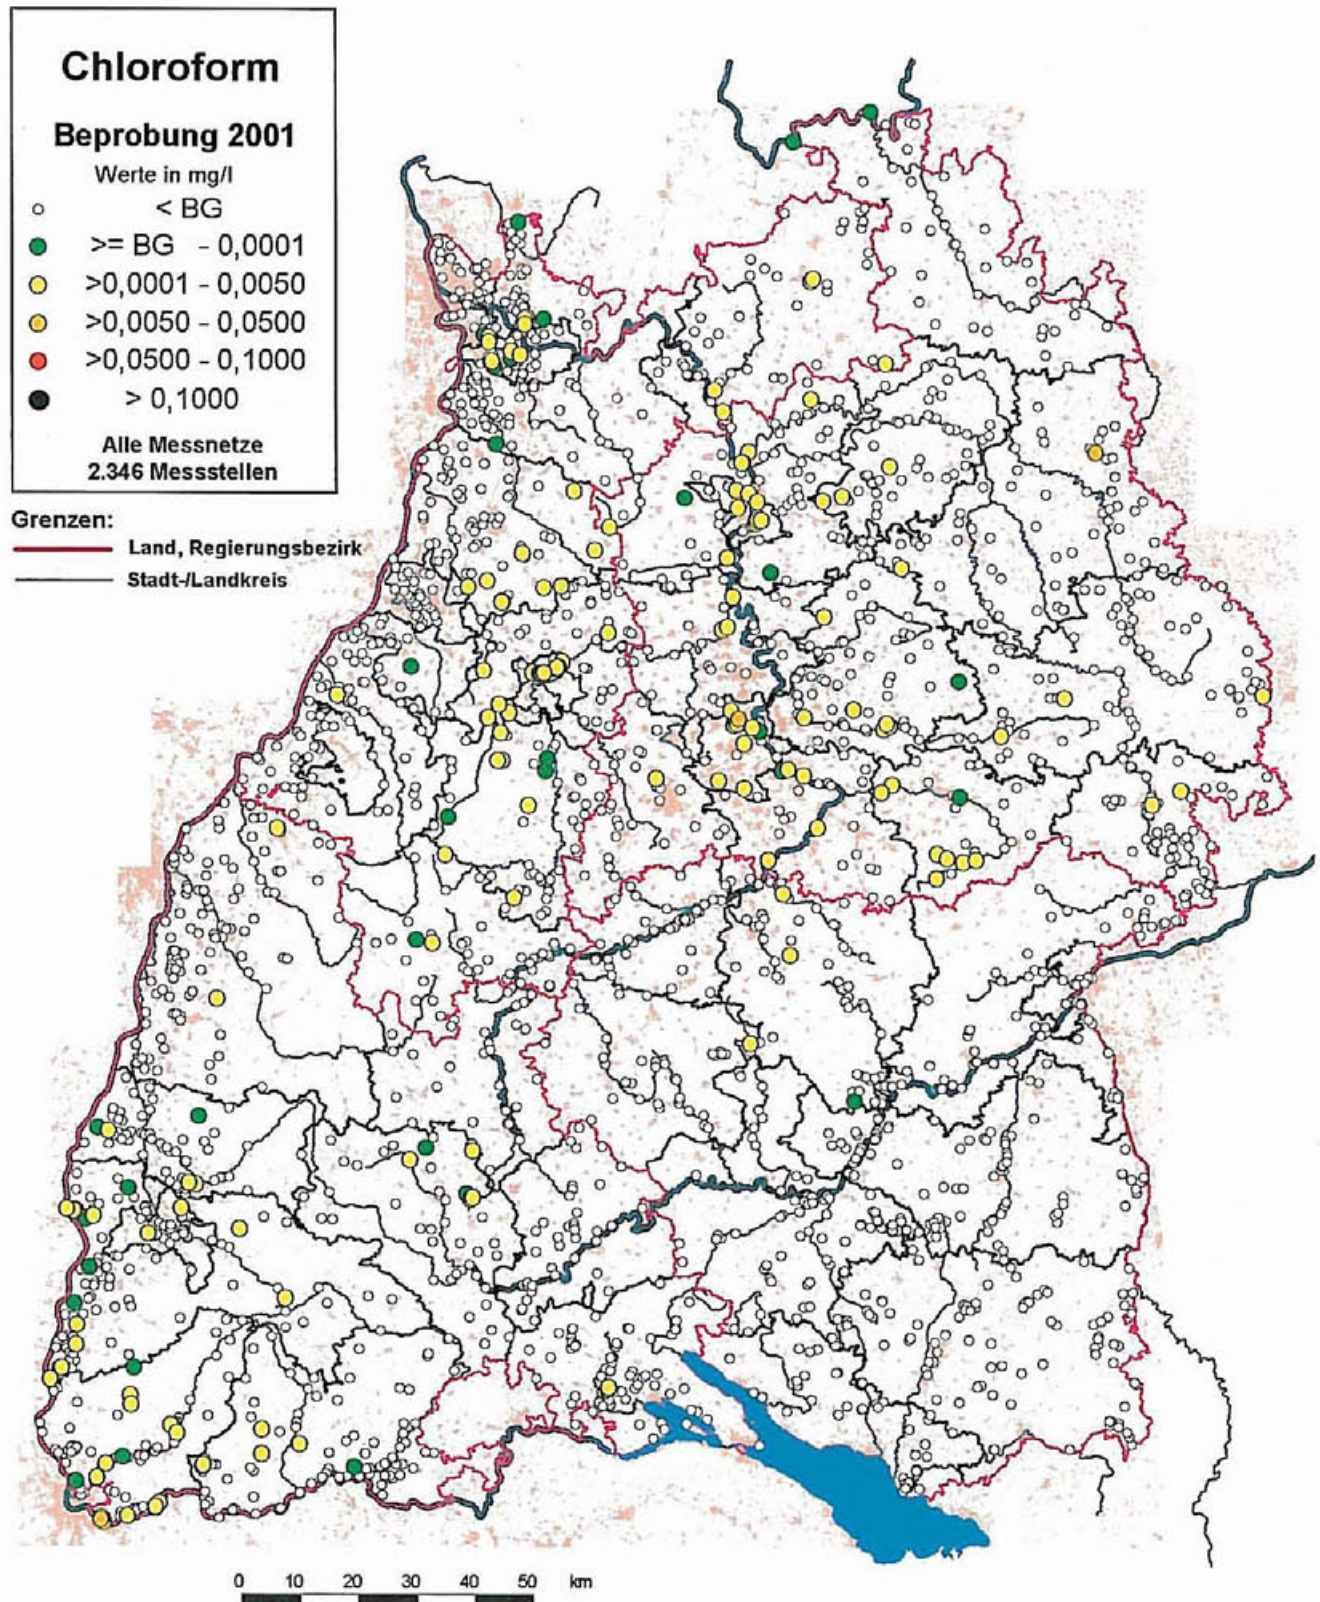 Chloroform
Beprobung 2001
Werte in mg/l
< BG
>= BG - 0,0001
>0,0001 - 0,0050
>0,0050 - 0,0500
>0,0500 - 0,1000
> 0,1000
Alle Messnetze
2.346 Messstellen
Grenzen:
Land, Regierungsbezirk
Stadt-/Landkreis
0 10 20 30 40 50 km